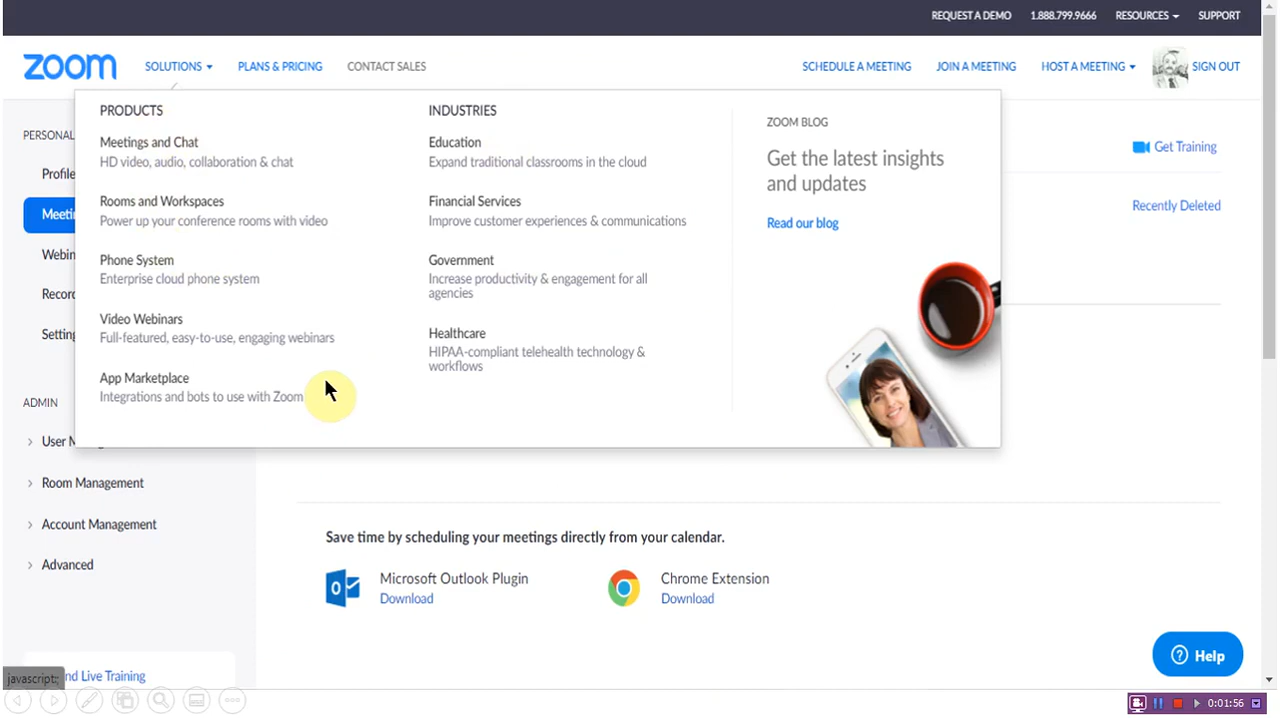 REQUEST A DEMO 1.888.799.9666 RESOURCES SUPPORT
zoom SOLUTIONS PLANS & PRICING CONTACT SALES SCHEDULE A MEETING JOIN A MEETING HOST A MEETING SIGN OUT
PERSONAL
Profile
Meeti
Webin
Record
Setting
ADMIN
User M
Room Management
Account Management
Advanced
nd Live Training
PRODUCTS
Meetings and Chat
HD video, audio, collaboration & chat
Rooms and Workspaces
Power up your conference rooms with video
Phone System
Enterprise cloud phone system
Video Webinars
Full-featured, easy-to-use, engaging webinars
App Marketplace
Integrations and bots to use with Zoom
INDUSTRIES
Education
Expand traditional classrooms in the cloud
Financial Services
Improve customer experiences & communications
Government
Increase productivity & engagement for all
agencies
Healthcare
HIPAA-compliant telehealth technology &
workflows
ZOOM BLOG
Get the latest insights
and updates
Read our blog
Get Training
Recently Deleted
Save time by scheduling your meetings directly from your calendar.
Microsoft Outlook Plugin
Download
Chrome Extension
Download
Help
javascript:
0:01:56